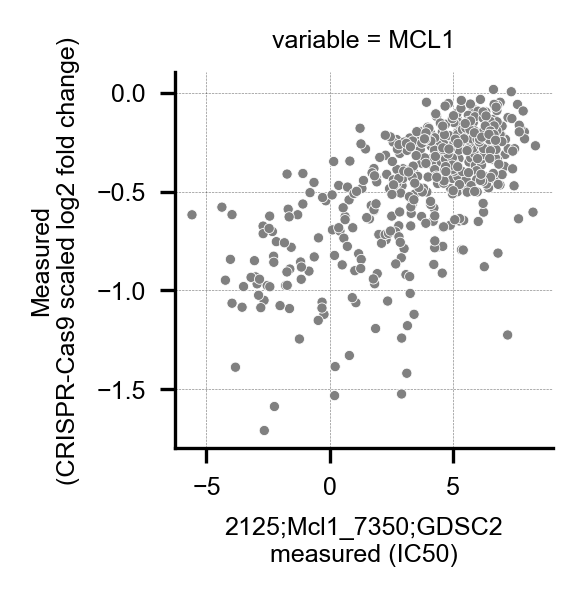 variable = MCL1
Measured
(CRISPR-Cas9 scaled log2 fold change)
0.0
−0.5
−1.0
−1.5
−5
0
5
2125;Mcl1_7350;GDSC2
measured (IC50)